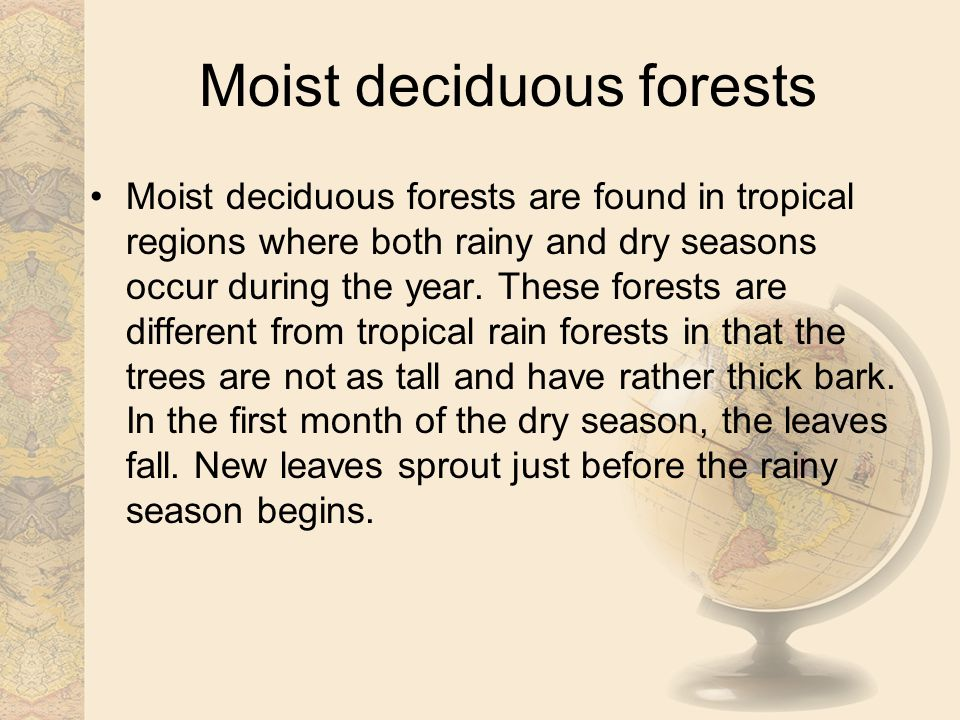 Moist deciduous forests
• Moist deciduous forests are found in tropical
regions where both rainy and dry seasons
occur during the year. These forests are
different from tropical rain forests in that the
trees are not as tall and have rather thick bark.
In the first month of the dry season, the leaves
fall. New leaves sprout just before the rainy
season begins.